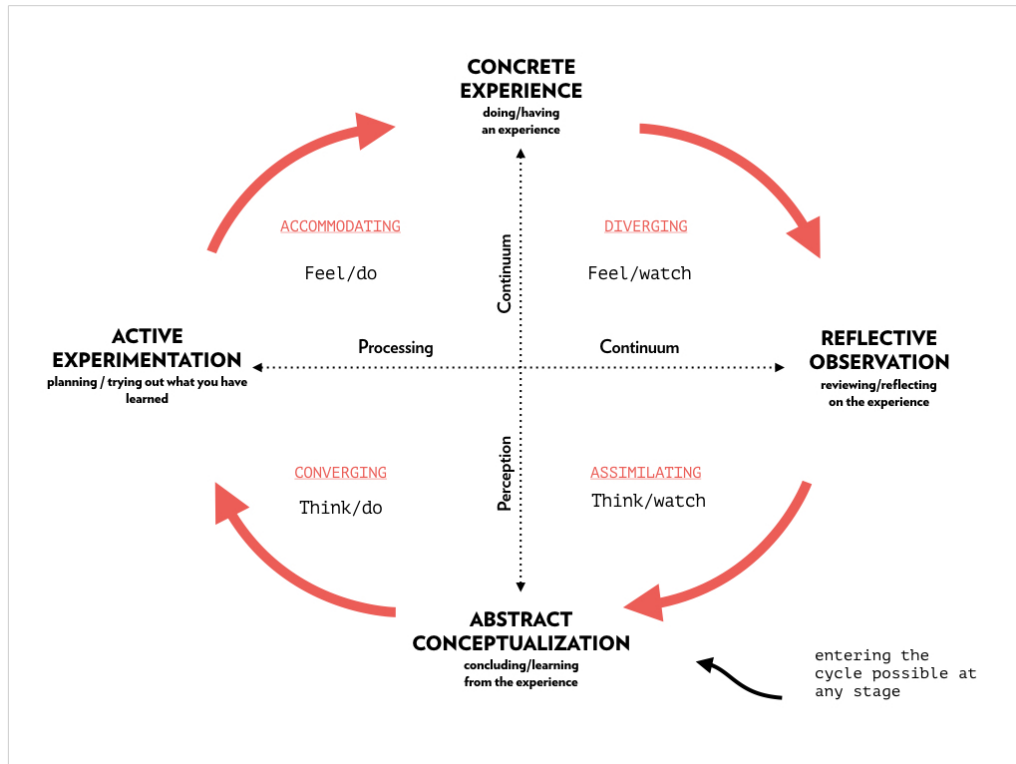 CONCRETE
EXPERIENCE
doing/having
an experience
ACCOMMODATING
DIVERGING
Feel/do
Feel/watch
Continuum
ACTIVE
EXPERIMENTATION
planning / trying out what you have
learned
Processing
Continuum
REFLECTIVE
OBSERVATION
reviewing/reflecting
on the experience
Perception
CONVERGING
ASSIMILATING
Think/do
Think/watch
ABSTRACT
CONCEPTUALIZATION
concluding/learning
from the experience
entering the
cycle possible at
any stage